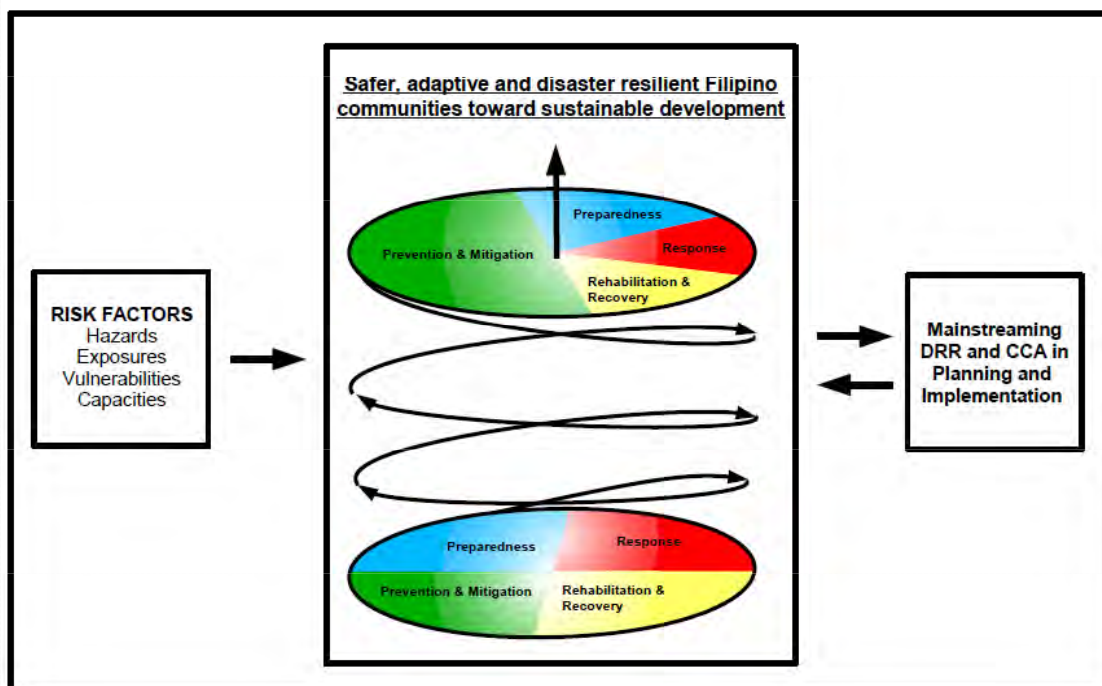 Safer, adaptive and disaster resilient Filipino
communities toward sustainable development
Preparedness
Prevention & Mitigation
Response
Rehabilitation &
Recovery
RISK FACTORS
Hazards
Exposures
Vulnerabilities
Capacities
Mainstreaming
DRR and CCA in
Planning and
Implementation
Preparedness
Response
Prevention & Mitigation
Rehabilitation &
Recovery